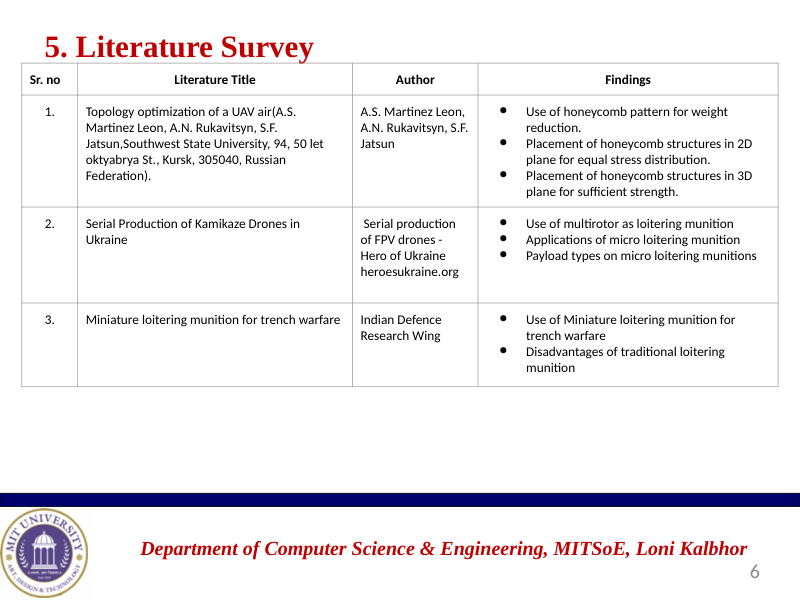 5. Literature Survey
Sr. no
Literature Title
Author
Findings
1.
Topology optimization of a UAV air(A.S.
Martinez Leon, A.N. Rukavitsyn, S.F.
Jatsun,Southwest State University, 94, 50 let
oktyabrya St., Kursk, 305040, Russian
Federation).
A.S. Martinez Leon,
A.N. Rukavitsyn, S.F.
Jatsun
● Use of honeycomb pattern for weight
reduction.
● Placement of honeycomb structures in 2D
plane for equal stress distribution.
● Placement of honeycomb structures in 3D
plane for sufficient strength.
2.
Serial Production of Kamikaze Drones in
Ukraine
Serial production
of FPV drones -
Hero of Ukraine
heroesukraine.org
● Use of multirotor as loitering munition
● Applications of micro loitering munition
● Payload types on micro loitering munitions
3.
Miniature loitering munition for trench warfare
Indian Defence
Research Wing
● Use of Miniature loitering munition for
trench warfare
● Disadvantages of traditional loitering
munition
MIT UNIVERSITY
ART, DESIGN & TECHNOLOGY
Department of Computer Science & Engineering, MITSoE, Loni Kalbhor
6